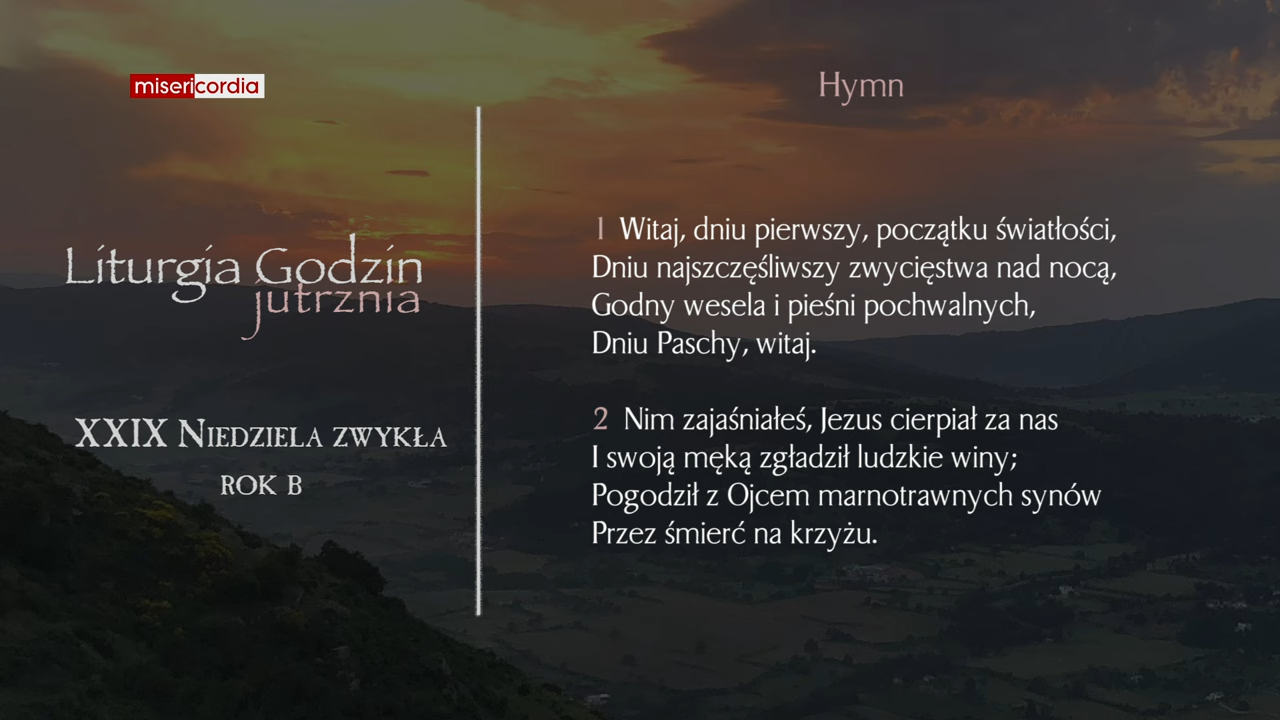 misericordia
Liturgia Godzin
jutrznia
XXIX Niedziela zwykła
rok B
Hymn
1 Witaj, dniu pierwszy, początku światłości,
Dniu najszczęśliwszy zwycięstwa nad nocą,
Godny wesela i pieśni pochwalnych,
Dniu Paschy, witaj.
2 Nim zajaśniałeś, Jezus cierpiał za nas
I swoją męką zgładził ludzkie winy;
Pogodził z Ojcem marnotrawnych synów
Przez śmierć na krzyżu.